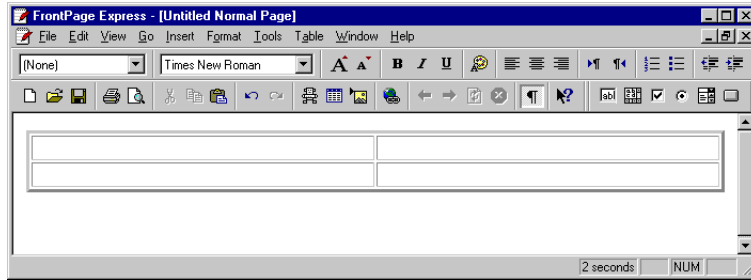 FrontPage Express - [Untitled Normal Page]
File Edit View Go Insert Format Tools Table Window Help
(None) Times New Roman A A B I U
abl
2 seconds NUM